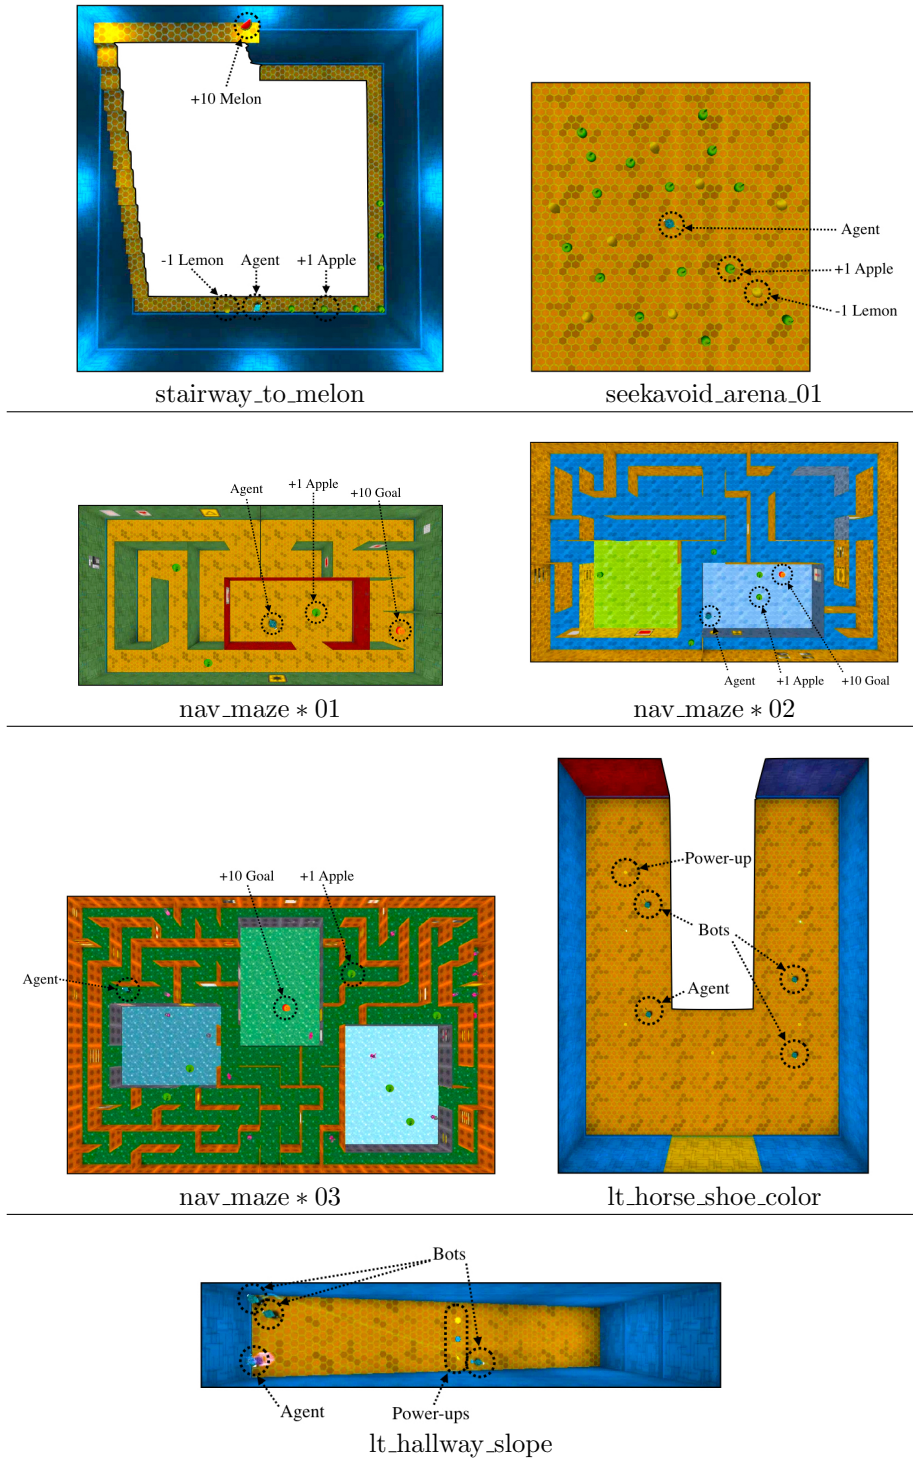 +10 Melon
-1 Lemon
Agent
+1 Apple
stairway_to_melon
Agent
+1 Apple
-1 Lemon
seekavoid_arena_01
Agent
+1 Apple
+10 Goal
nav_maze * 01
Agent
+1 Apple
+10 Goal
nav_maze * 02
+10 Goal
+1 Apple
Agent
nav_maze * 03
Power-up
Bots
Agent
lt_horse_shoe_color
Bots
Agent
Power-ups
lt_hallway_slope